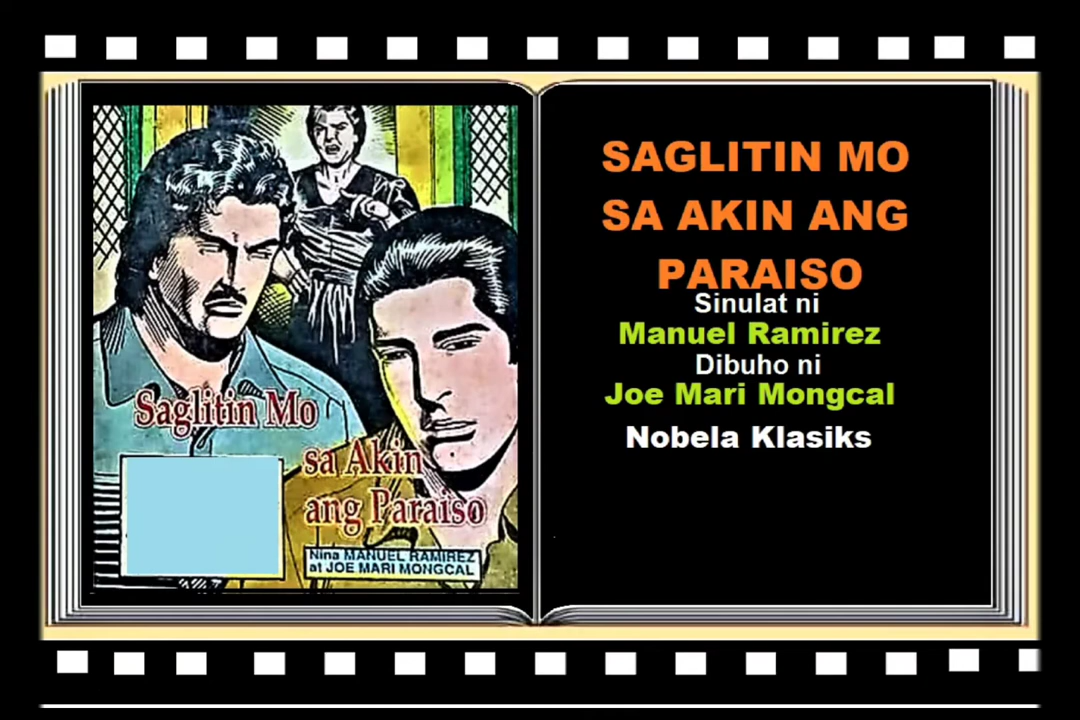 Saglitin Mo
sa Akin
ang Paraiso
Nina MANUEL RAMIREZ
at JOE MARI MONGCAL
SAGLITIN MO
SA AKIN ANG
PARAISO
Sinulat ni
Manuel Ramirez
Dibuho ni
Joe Mari Mongcal
Nobela Klasiks